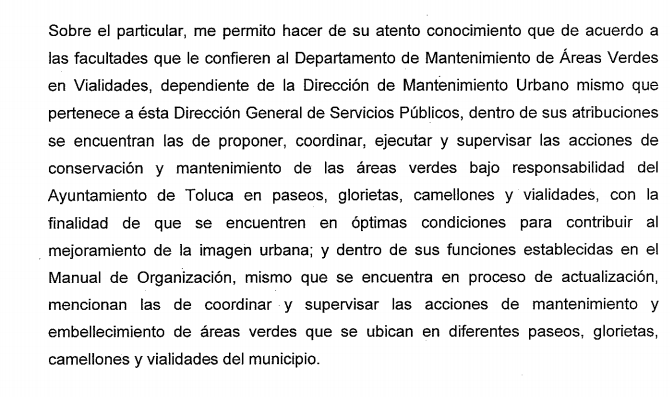 Sobre el particular, me permito hacer de su atento conocimiento que de acuerdo a
las facultades que le confieren al Departamento de Mantenimiento de Áreas Verdes
en Vialidades, dependiente de la Dirección de Mantenimiento Urbano mismo que
pertenece a ésta Dirección General de Servicios Públicos, dentro de sus atribuciones
se encuentran las de proponer, coordinar, ejecutar y supervisar las acciones de
conservación y mantenimiento de las áreas verdes bajo responsabilidad del
Ayuntamiento de Toluca en paseos, glorietas, camellones y vialidades, con la
finalidad de que se encuentren en óptimas condiciones para contribuir al
mejoramiento de la imagen urbana; y dentro de sus funciones establecidas en el
Manual de Organización, mismo que se encuentra en proceso de actualización,
mencionan las de coordinar y supervisar las acciones de mantenimiento y
embellecimiento de áreas verdes que se ubican en diferentes paseos, glorietas,
camellones y vialidades del municipio.